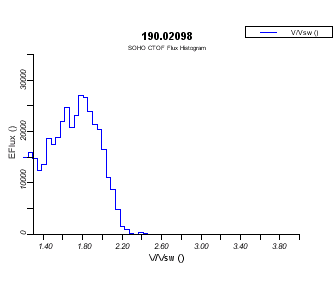 190.02098
V/Vsw ()
SOHO CTOF Flux Histogram
EFlux ()
30000
20000
10000
0
1.40 1.80 2.20 2.60 3.00 3.40 3.80
V/Vsw ()